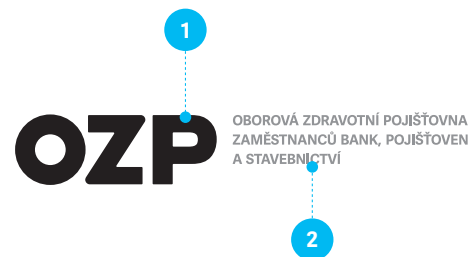 1
OZP
OBOROVÁ ZDRAVOTNÍ POJIŠŤOVNA
ZAMĚSTNANCŮ BANK, POJIŠŤOVEN
A STAVEBNICTVÍ
2